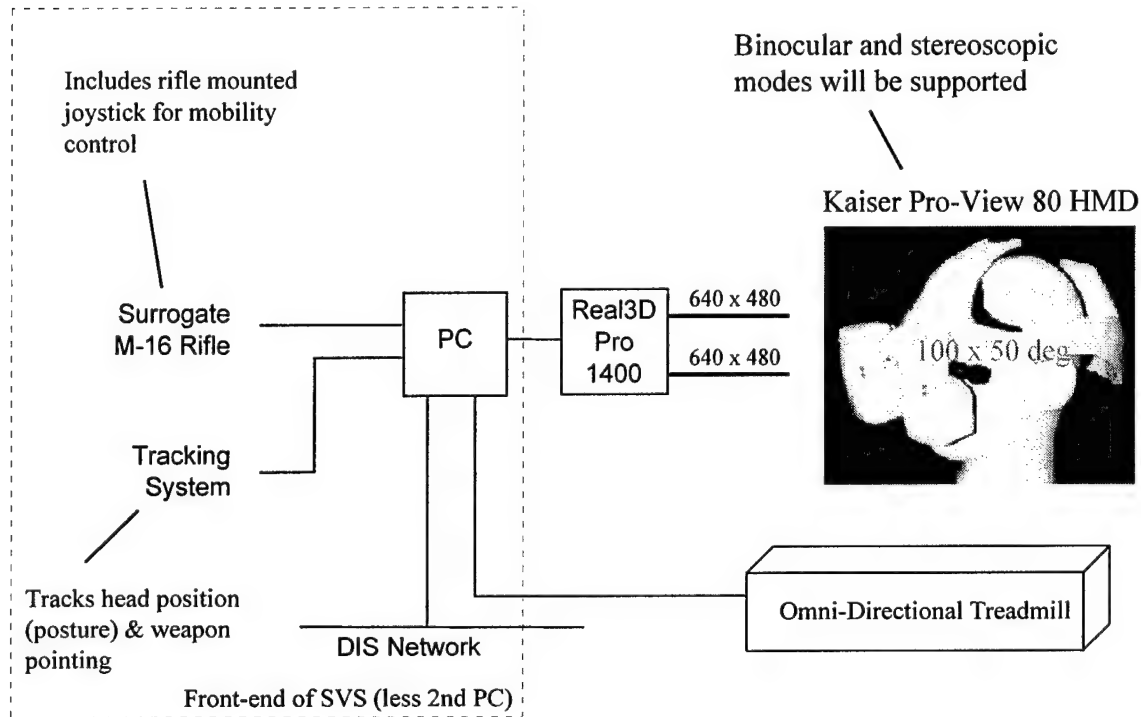 Includes rifle mounted
joystick for mobility
control
Binocular and stereoscopic
modes will be supported
Kaiser Pro-View 80 HMD
Surrogate
M-16 Rifle
PC
Real3D
Pro
1400
640 x 480
640 x 480
100 x 50 deg
Tracking
System
Tracks head position
(posture) & weapon
pointing
DIS Network
Omni-Directional Treadmill
Front-end of SVS (less 2nd PC)